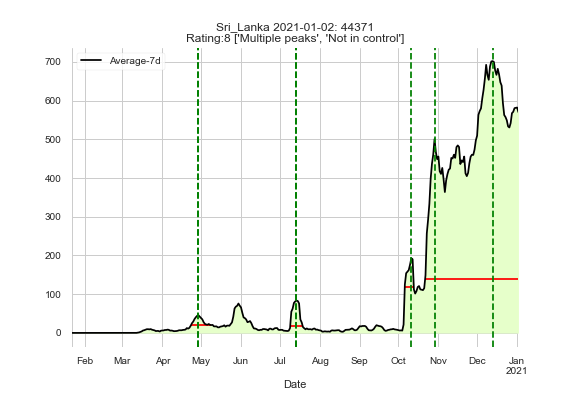 Sri_Lanka 2021-01-02: 44371
Rating:8 ['Multiple peaks', 'Not in control']
Average-7d
700
600
500
400
300
200
100
0
Feb Mar Apr May Jun Jul Aug Sep Oct Nov Dec Jan
2021
Date